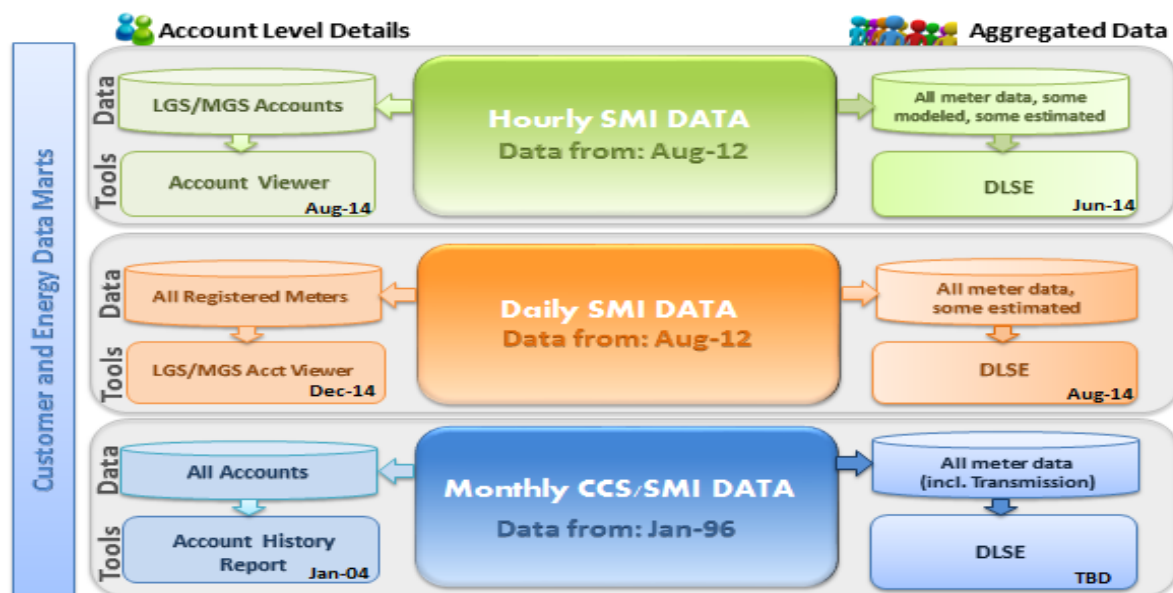 Account Level Details
Aggregated Data
Customer and Energy Data Marts
Data
LGS/MGS Accounts
Tools
Account Viewer
Aug-14
Hourly SMI DATA
Data from: Aug-12
All meter data, some
modeled, some estimated
DLSE
Jun-14
Data
All Registered Meters
Tools
LGS/MGS Acct Viewer
Dec-14
Daily SMI DATA
Data from: Aug-12
All meter data,
some estimated
DLSE
Aug-14
Data
All Accounts
Tools
Account History
Report
Jan-04
Monthly CCS/SMI DATA
Data from: Jan-96
All meter data
(incl. Transmission)
DLSE
TBD